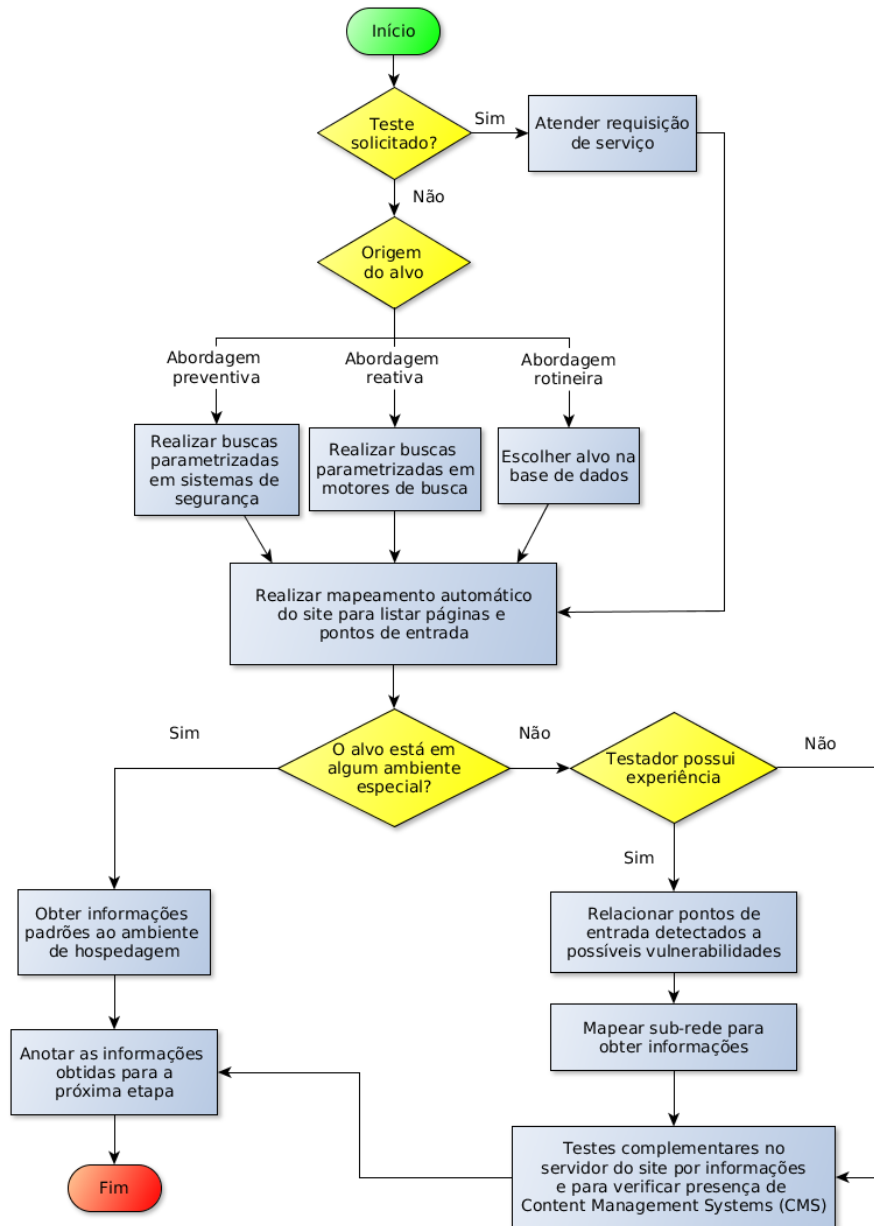 Início
Teste
solicitado?
Sim
Atender requisição
de serviço
Não
Origem
do alvo
Abordagem
preventiva
Abordagem
reativa
Abordagem
rotineira
Realizar buscas
parametrizadas
em sistemas de
segurança
Realizar buscas
parametrizadas em
motores de busca
Escolher alvo na
base de dados
Realizar mapeamento automático
do site para listar páginas e
pontos de entrada
Sim
O alvo está em
algum ambiente
especial?
Não
Testador possui
experiência
Não
Sim
Obter informações
padrões ao ambiente
de hospedagem
Relacionar pontos de
entrada detectados a
possíveis vulnerabilidades
Mapear sub-rede para
obter informações
Anotar as informações
obtidas para a
próxima etapa
Testes complementares no
servidor do site por informações
e para verificar presença de
Content Management Systems (CMS)
Fim